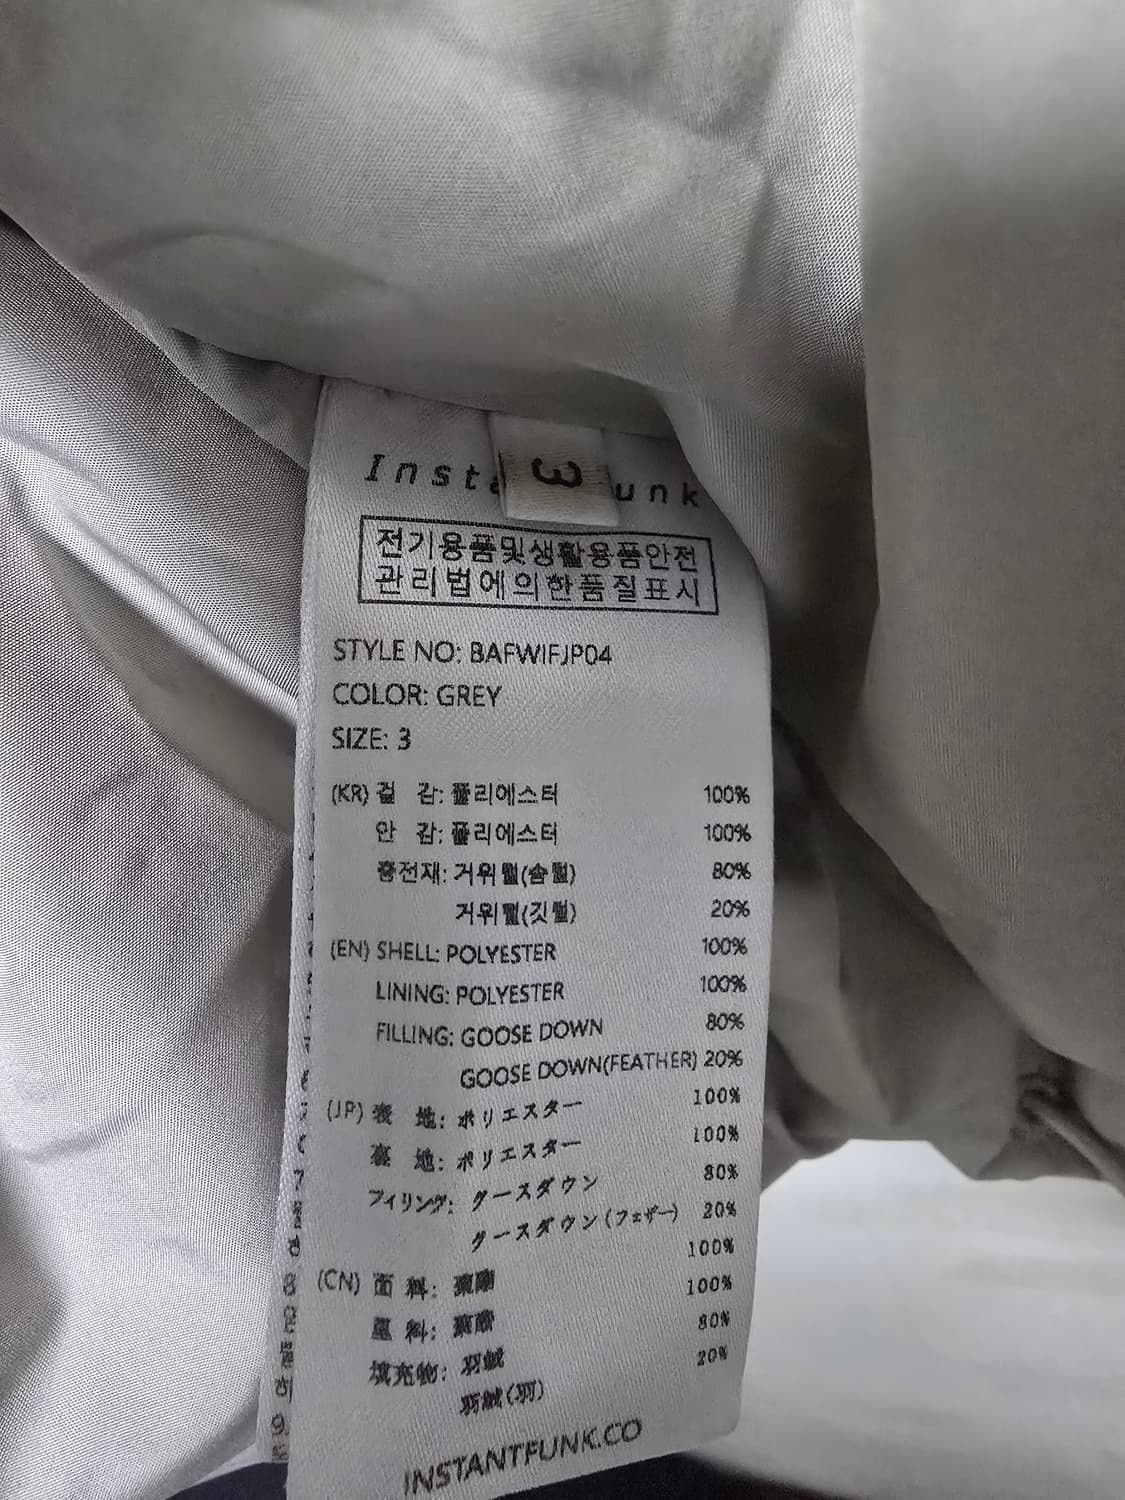 3
전기용품및생활용품안전
관리법에의한품질표시
STYLE NO: BAFWIFJP04
COLOR: GREY
SIZE: 3
(KR) 겉 감: 폴리에스터 100%
안 감: 폴리에스터 100%
충전재: 거위털(솜털) 80%
거위털(깃털) 20%
(EN) SHELL: POLYESTER 100%
LINING: POLYESTER 100%
FILLING: GOOSE DOWN 80%
GOOSE DOWN(FEATHER) 20%
(JP) 表 地: ポリエスター 100%
裏 地: ポリエスター 100%
フィリング: グースダウン 80%
グースダウン(フェザー) 20%
(CN) 面 料: 100%
里 料: 100%
填充物: 羽絨 80%
羽絨(羽) 20%
INSTANTFUNK.CO